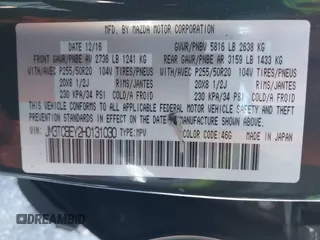 MFD. BY MAZDA MOTOR CORPORATION
DATE 12/16 GVWR/PNBV 5816 LB 2638 KG
FRONT GAWR/PNBE AV 2736 LB 1241 KG REAR GAWR/PNBE AR 3159 LB 1433 KG
WITH/AVEC P255/50R20 104V TIRES/PNEUS WITH/AVEC P255/50R20 104V TIRES/PNEUS
20X8 1/2J RIMS/JANTES 20X8 1/2J RIMS/JANTES
230 KPA/34 PSI COLD/A FROID 230 KPA/34 PSI COLD/A FROID
THIS VEHICLE CONFORMS TO ALL APPLICABLE FEDERAL MOTOR VEHICLE SAFETY AND THEFT
PREVENTION STANDARDS IN EFFECT ON THE DATE OF MANUFACTURE SHOWN ABOVE.
JM3TCBEY2H0131030 TYPE:MPV COLOR CODE:46G MADE IN JAPAN
DREAMBID